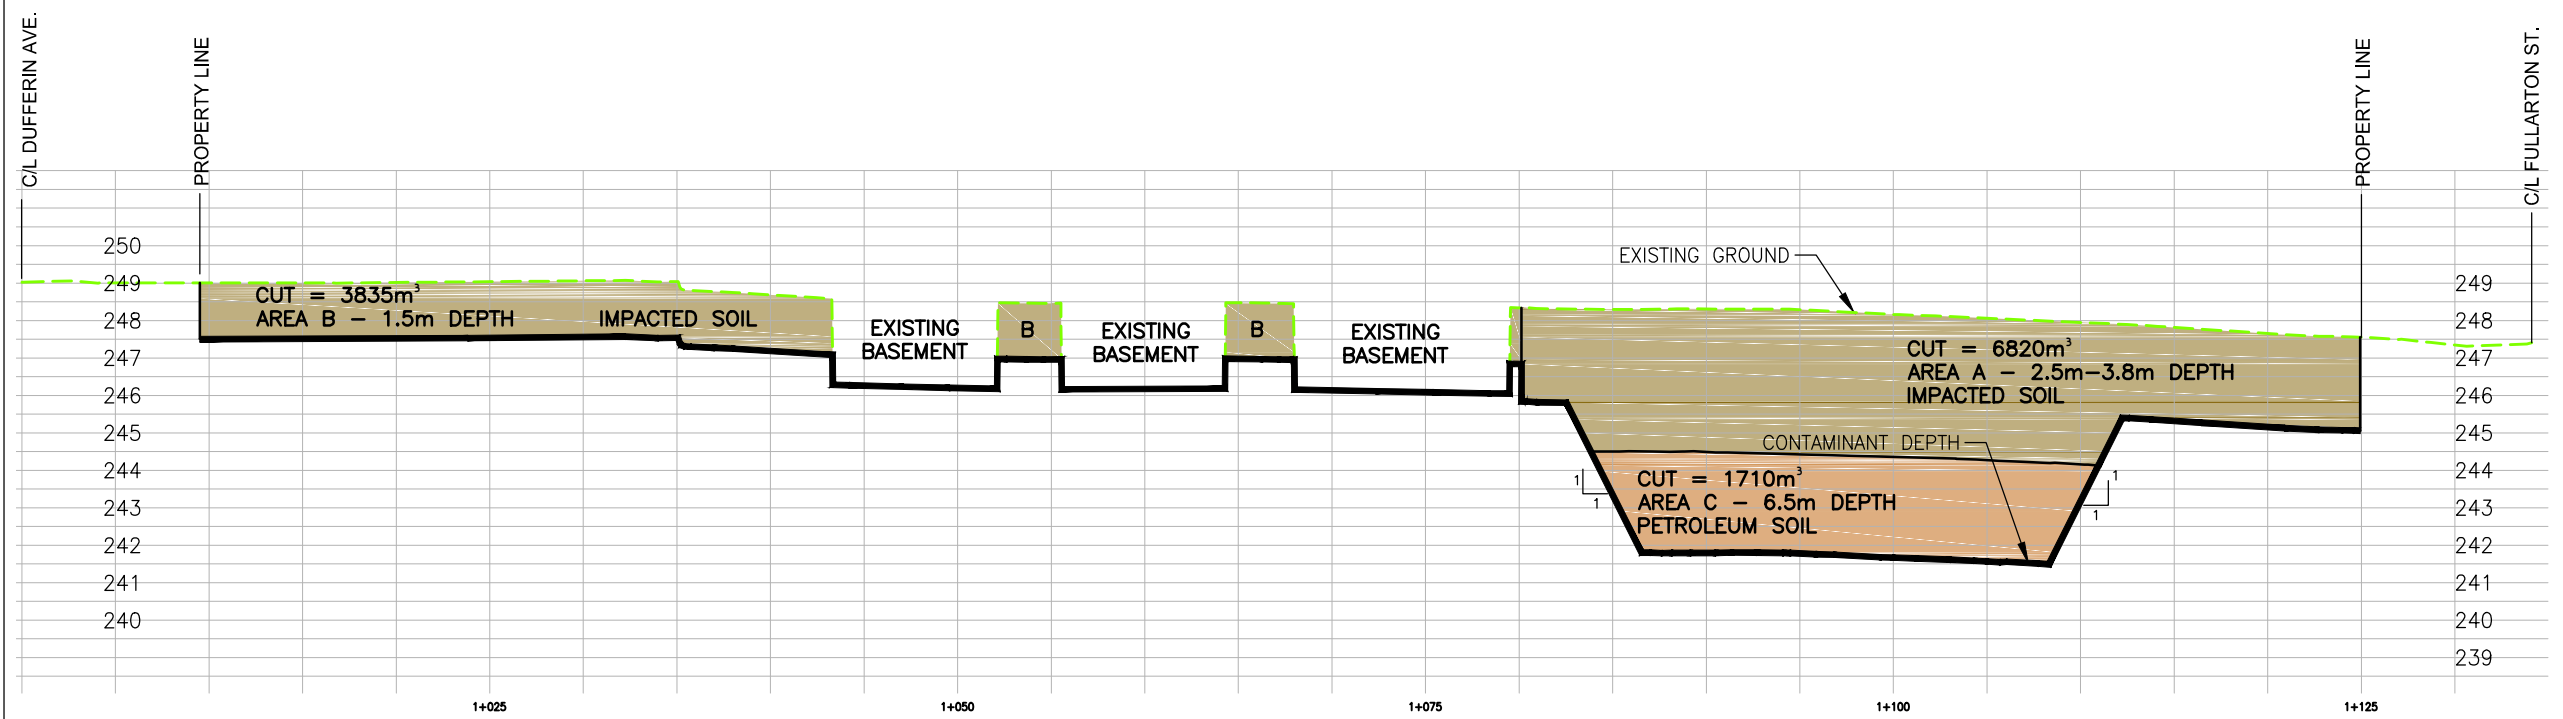 C/L DUFFERIN AVE.
PROPERTY LINE
PROPERTY LINE
C/L FULLARTON ST.
250
249
248
247
246
245
244
243
242
241
240
CUT = 3835m³
AREA B - 1.5m DEPTH
IMPACTED SOIL
EXISTING
BASEMENT
B
EXISTING
BASEMENT
B
EXISTING
BASEMENT
EXISTING GROUND
CUT = 6820m³
AREA A - 2.5m-3.8m DEPTH
IMPACTED SOIL
CONTAMINANT DEPTH
1
1
CUT = 1710m³
AREA C - 6.5m DEPTH
PETROLEUM SOIL
1
1
249
248
247
246
245
244
243
242
241
240
239
1+025
1+050
1+075
1+100
1+125